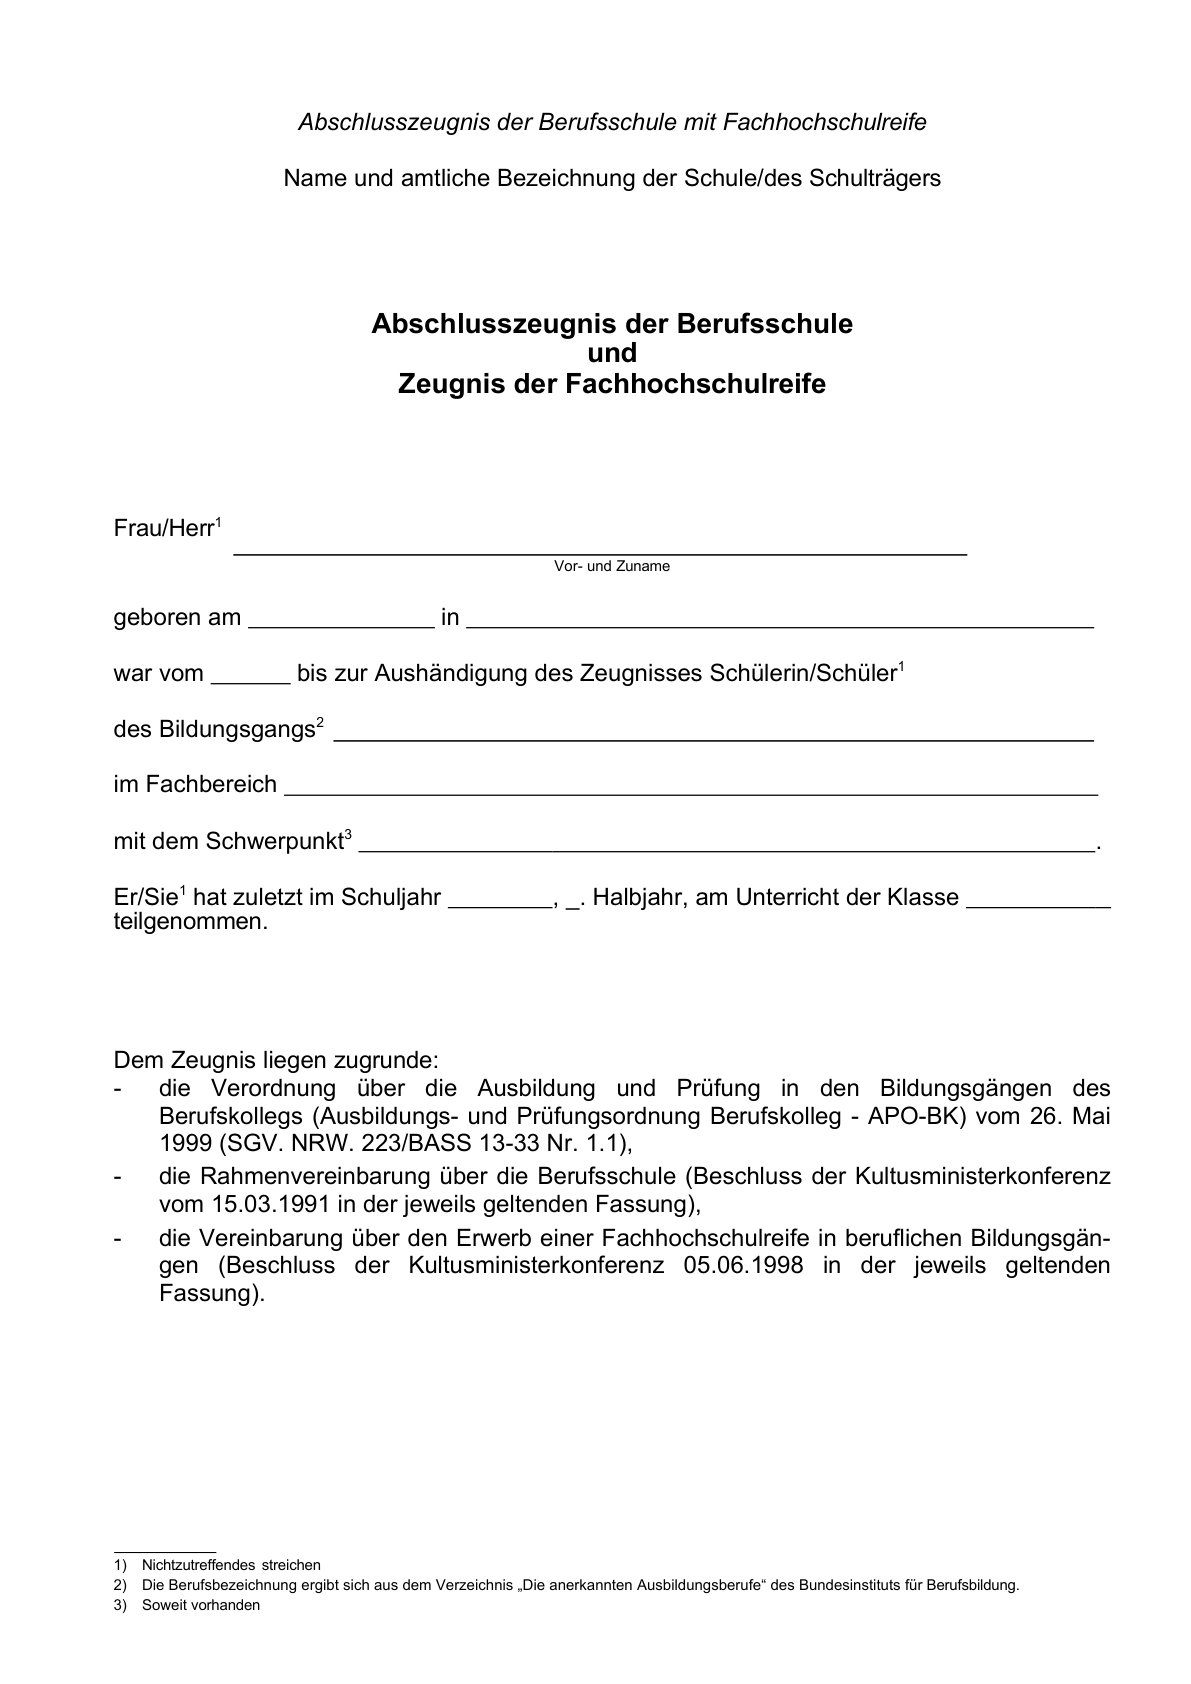 Abschlusszeugnis der Berufsschule mit Fachhochschulreife
Name und amtliche Bezeichnung der Schule/des Schulträgers
Abschlusszeugnis der Berufsschule
und
Zeugnis der Fachhochschulreife
Frau/Herr¹ ____________________
Vor- und Zuname
geboren am ______________ in _______________________________________________
war vom ______ bis zur Aushändigung des Zeugnisses Schülerin/Schüler¹
des Bildungsgangs² ____________________
im Fachbereich _____________________________________________________________
mit dem Schwerpunkt³ _______________________________________________________.
Er/Sie¹ hat zuletzt im Schuljahr ________, _. Halbjahr, am Unterricht der Klasse ___________
teilgenommen.
Dem Zeugnis liegen zugrunde:
- die Verordnung über die Ausbildung und Prüfung in den Bildungsgängen des
Berufskollegs (Ausbildungs- und Prüfungsordnung Berufskolleg - APO-BK) vom 26. Mai
1999 (SGV. NRW. 223/BASS 13-33 Nr. 1.1),
- die Rahmenvereinbarung über die Berufsschule (Beschluss der Kultusministerkonferenz
vom 15.03.1991 in der jeweils geltenden Fassung),
- die Vereinbarung über den Erwerb einer Fachhochschulreife in beruflichen Bildungsgän-
gen (Beschluss der Kultusministerkonferenz 05.06.1998 in der jeweils geltenden
Fassung).
1) Nichtzutreffendes streichen
2) Die Berufsbezeichnung ergibt sich aus dem Verzeichnis „Die anerkannten Ausbildungsberufe“ des Bundesinstituts für Berufsbildung.
3) Soweit vorhanden